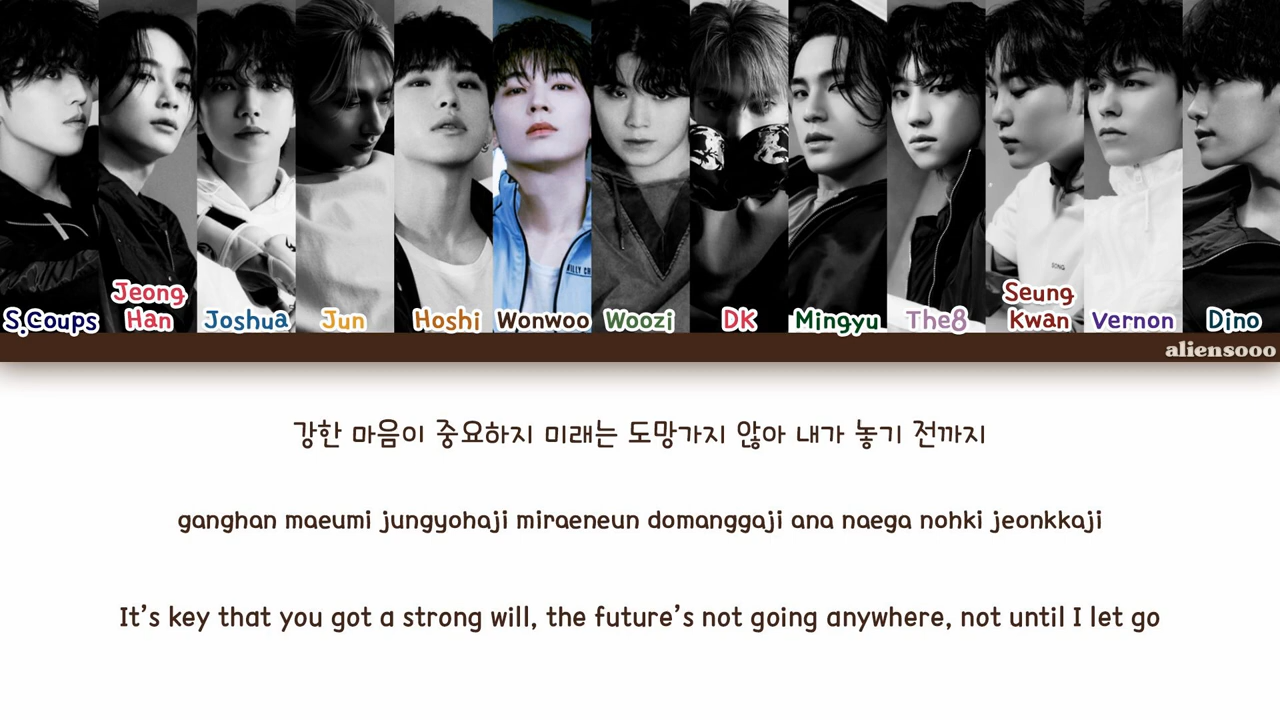 Jeong
Han
S.Coups
Joshua
Jun
Hoshi
Wonwoo
Woozi
DK
Mingyu
The8
Seung
Kwan
Vernon
Dino
SONG
aliensooo
강한 마음이 중요하지 미래는 도망가지 않아 내가 놓기 전까지
ganghan maeumi jungyohaji miraeneun domanggaji ana naega nohki jeonkkaji
It’s key that you got a strong will, the future’s not going anywhere, not until I let go